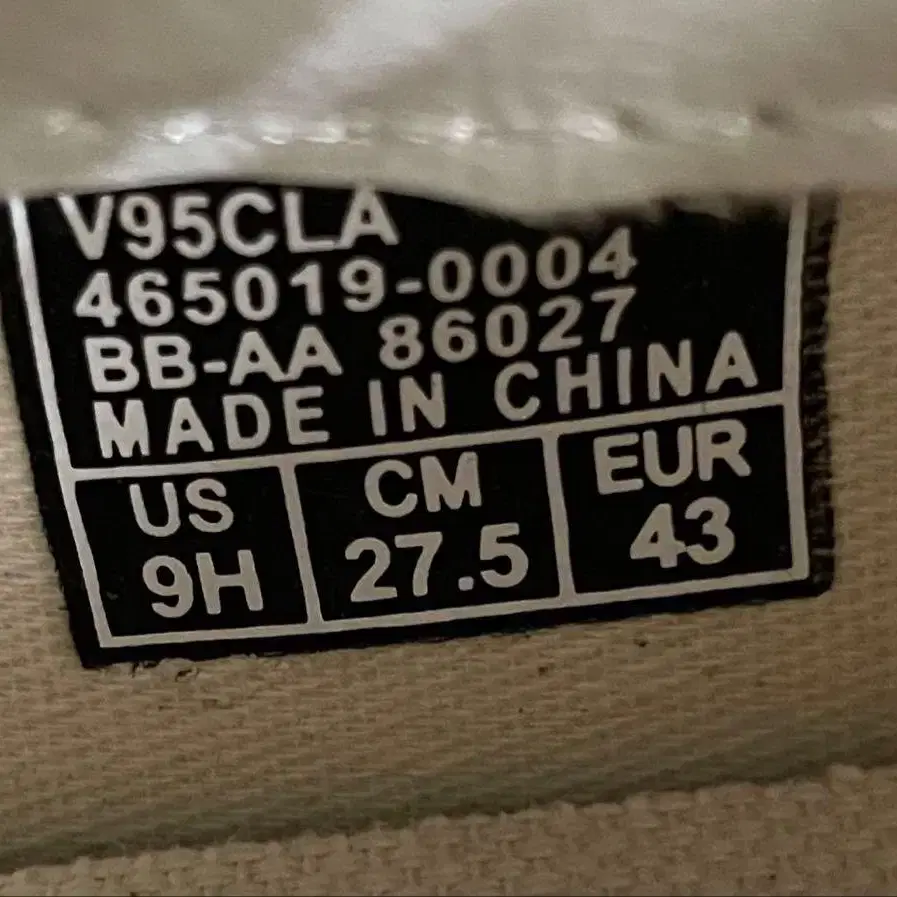 V95CLA
465019-0004
BB-AA 86027
MADE IN CHINA
US CM EUR
9H 27.5 43